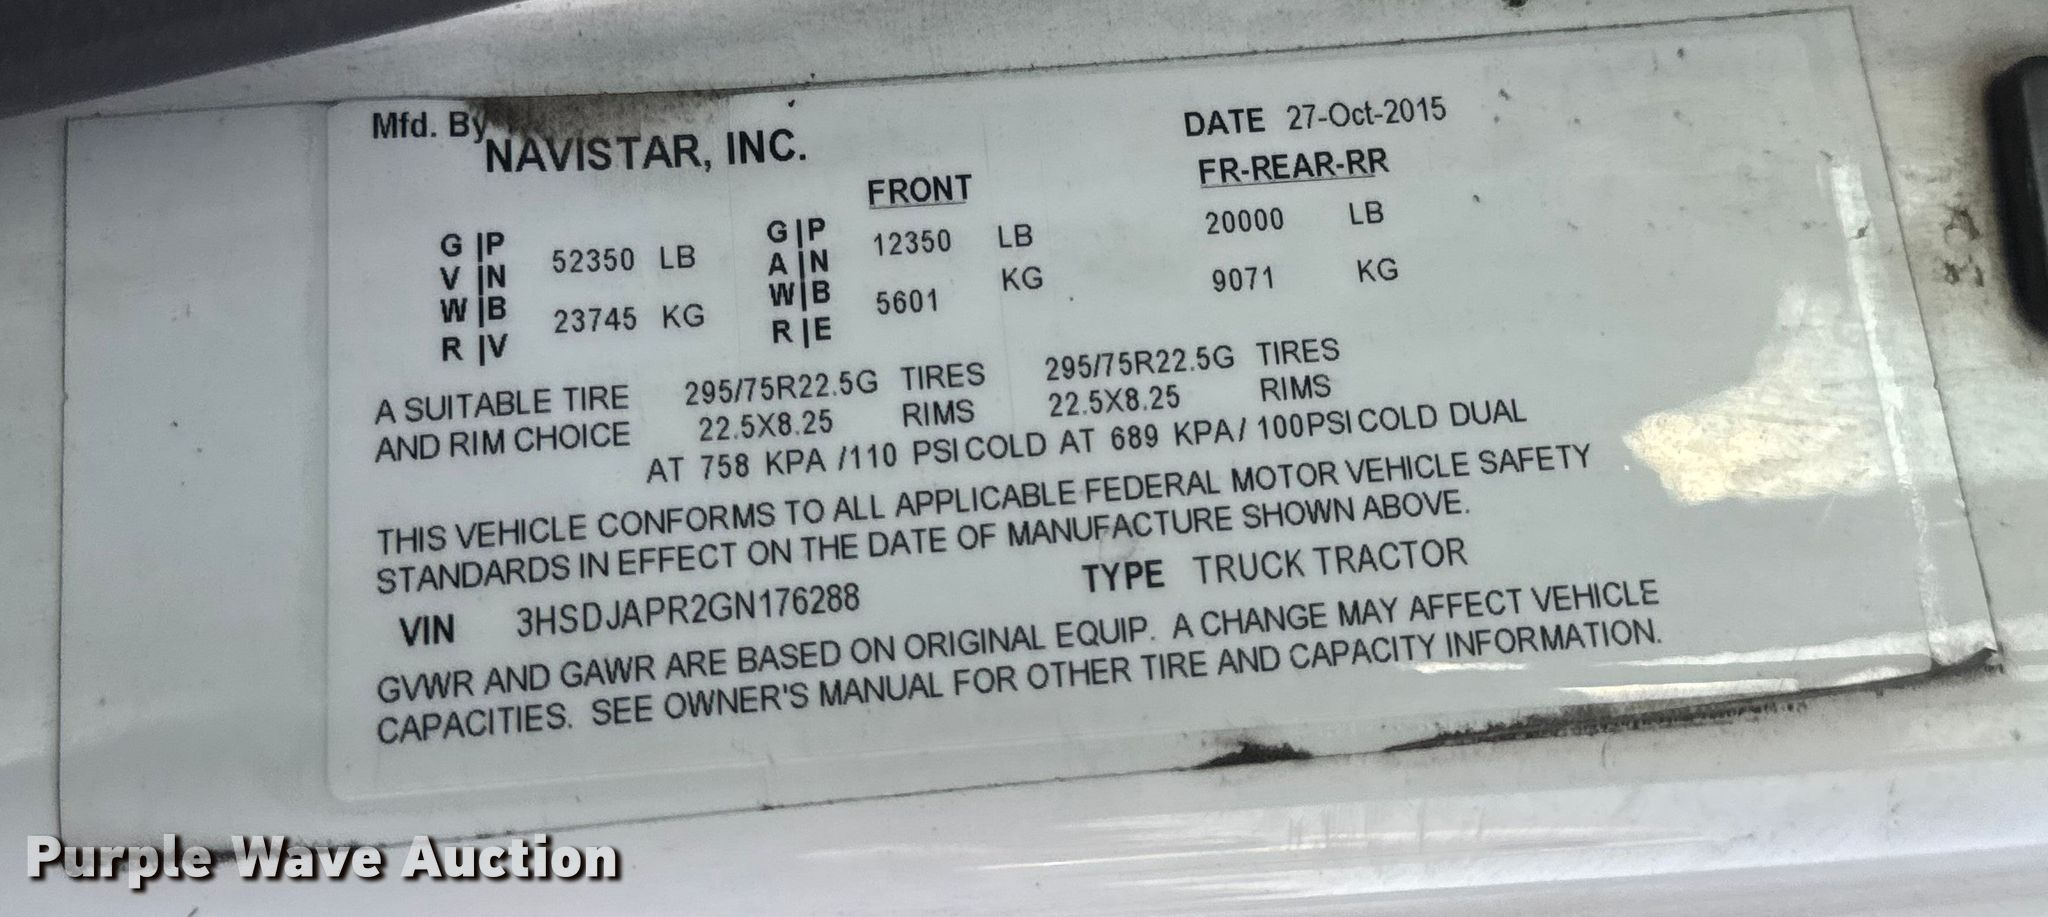 Mfd. By
NAVISTAR, INC.
DATE 27-Oct-2015
FRONT
FR-REAR-RR
G|P
V|N
W|B
R|V
52350 LB
23745 KG
G|P
A|N
W|B
R|E
12350 LB
5601 KG
20000 LB
9071 KG
A SUITABLE TIRE 295/75R22.5G TIRES 295/75R22.5G TIRES
AND RIM CHOICE 22.5X8.25 RIMS 22.5X8.25 RIMS
AT 758 KPA /110 PSI COLD AT 689 KPA/ 100PSI COLD DUAL
THIS VEHICLE CONFORMS TO ALL APPLICABLE FEDERAL MOTOR VEHICLE SAFETY
STANDARDS IN EFFECT ON THE DATE OF MANUFACTURE SHOWN ABOVE.
VIN 3HSDJAPR2GN176288 TYPE TRUCK TRACTOR
GVWR AND GAWR ARE BASED ON ORIGINAL EQUIP. A CHANGE MAY AFFECT VEHICLE
CAPACITIES. SEE OWNER'S MANUAL FOR OTHER TIRE AND CAPACITY INFORMATION.
Purple Wave Auction